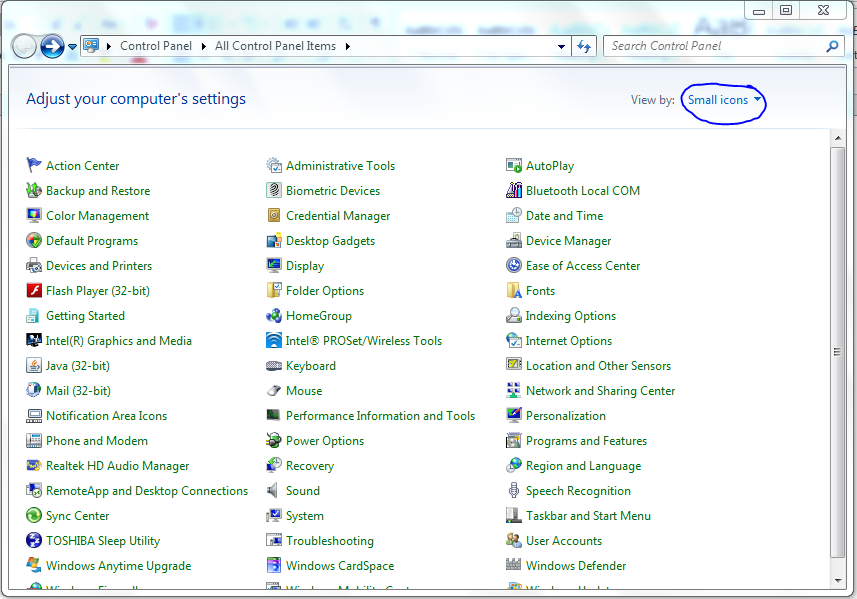 Control Panel All Control Panel Items Search Control Panel
Adjust your computer's settings View by: Small icons
Action Center Administrative Tools AutoPlay
Backup and Restore Biometric Devices Bluetooth Local COM
Color Management Credential Manager Date and Time
Default Programs Desktop Gadgets Device Manager
Devices and Printers Display Ease of Access Center
Flash Player (32-bit) Folder Options Fonts
Getting Started HomeGroup Indexing Options
Intel(R) Graphics and Media Intel® PROSet/Wireless Tools Internet Options
Java (32-bit) Keyboard Location and Other Sensors
Mail (32-bit) Mouse Network and Sharing Center
Notification Area Icons Performance Information and Tools Personalization
Phone and Modem Power Options Programs and Features
Realtek HD Audio Manager Recovery Region and Language
RemoteApp and Desktop Connections Sound Speech Recognition
Sync Center System Taskbar and Start Menu
TOSHIBA Sleep Utility Troubleshooting User Accounts
Windows Anytime Upgrade Windows CardSpace Windows Defender